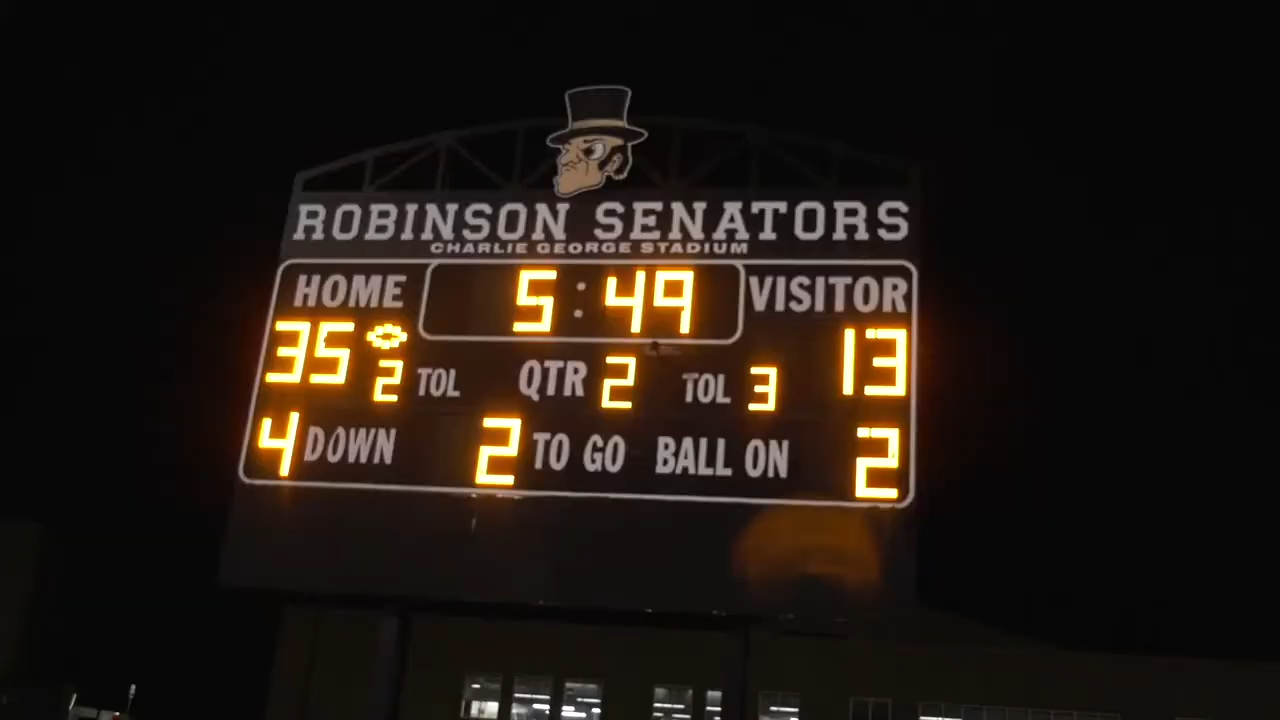 ROBINSON SENATORS
CHARLIE GEORGE STADIUM
HOME 5:49 VISITOR
35 13
2 TOL QTR 2 TOL 3
4 DOWN 2 TO GO BALL ON 2